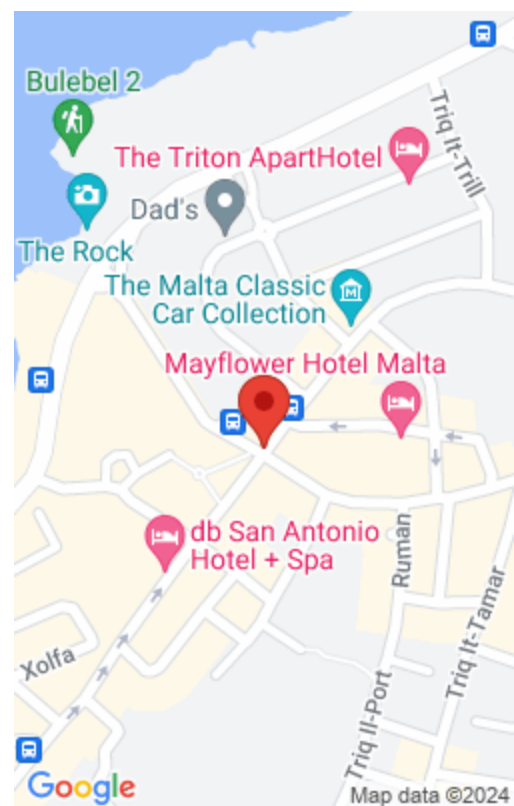 Bulebel 2
Triq It-Trill
The Triton ApartHotel
Dad's
The Rock
The Malta Classic
Car Collection
Mayflower Hotel Malta
db San Antonio
Hotel + Spa
Ruman
Xolfa
Triq It-Tamar
Triq Il-Port
Google
Map data ©2024